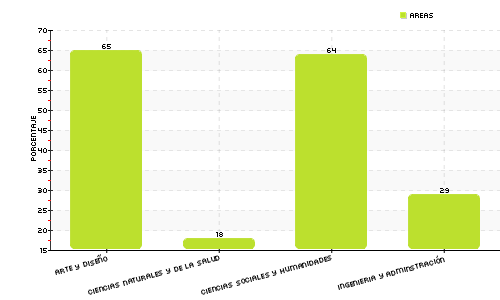 AREAS
70
65
60
55
50
45
40
35
30
25
20
15
PORCENTAJE
65
18
64
29
ARTE Y DISEÑO
CIENCIAS NATURALES Y DE LA SALUD
CIENCIAS SOCIALES Y HUMANIDADES
INGENIERIA Y ADMINSTRACIÓN